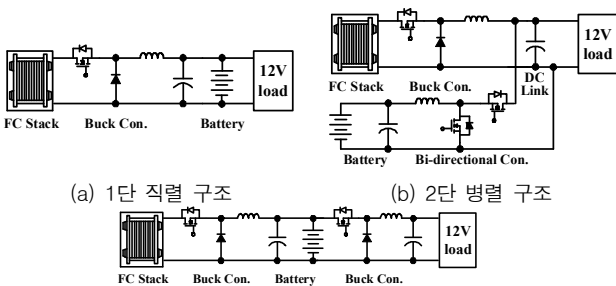 12V
load
FC Stack
Buck Con.
Battery
(a) 1단 직렬 구조
12V
load
FC Stack
Buck Con.
DC
Link
Battery
Bi-directional Con.
(b) 2단 병렬 구조
12V
load
FC Stack
Buck Con.
Battery
Buck Con.